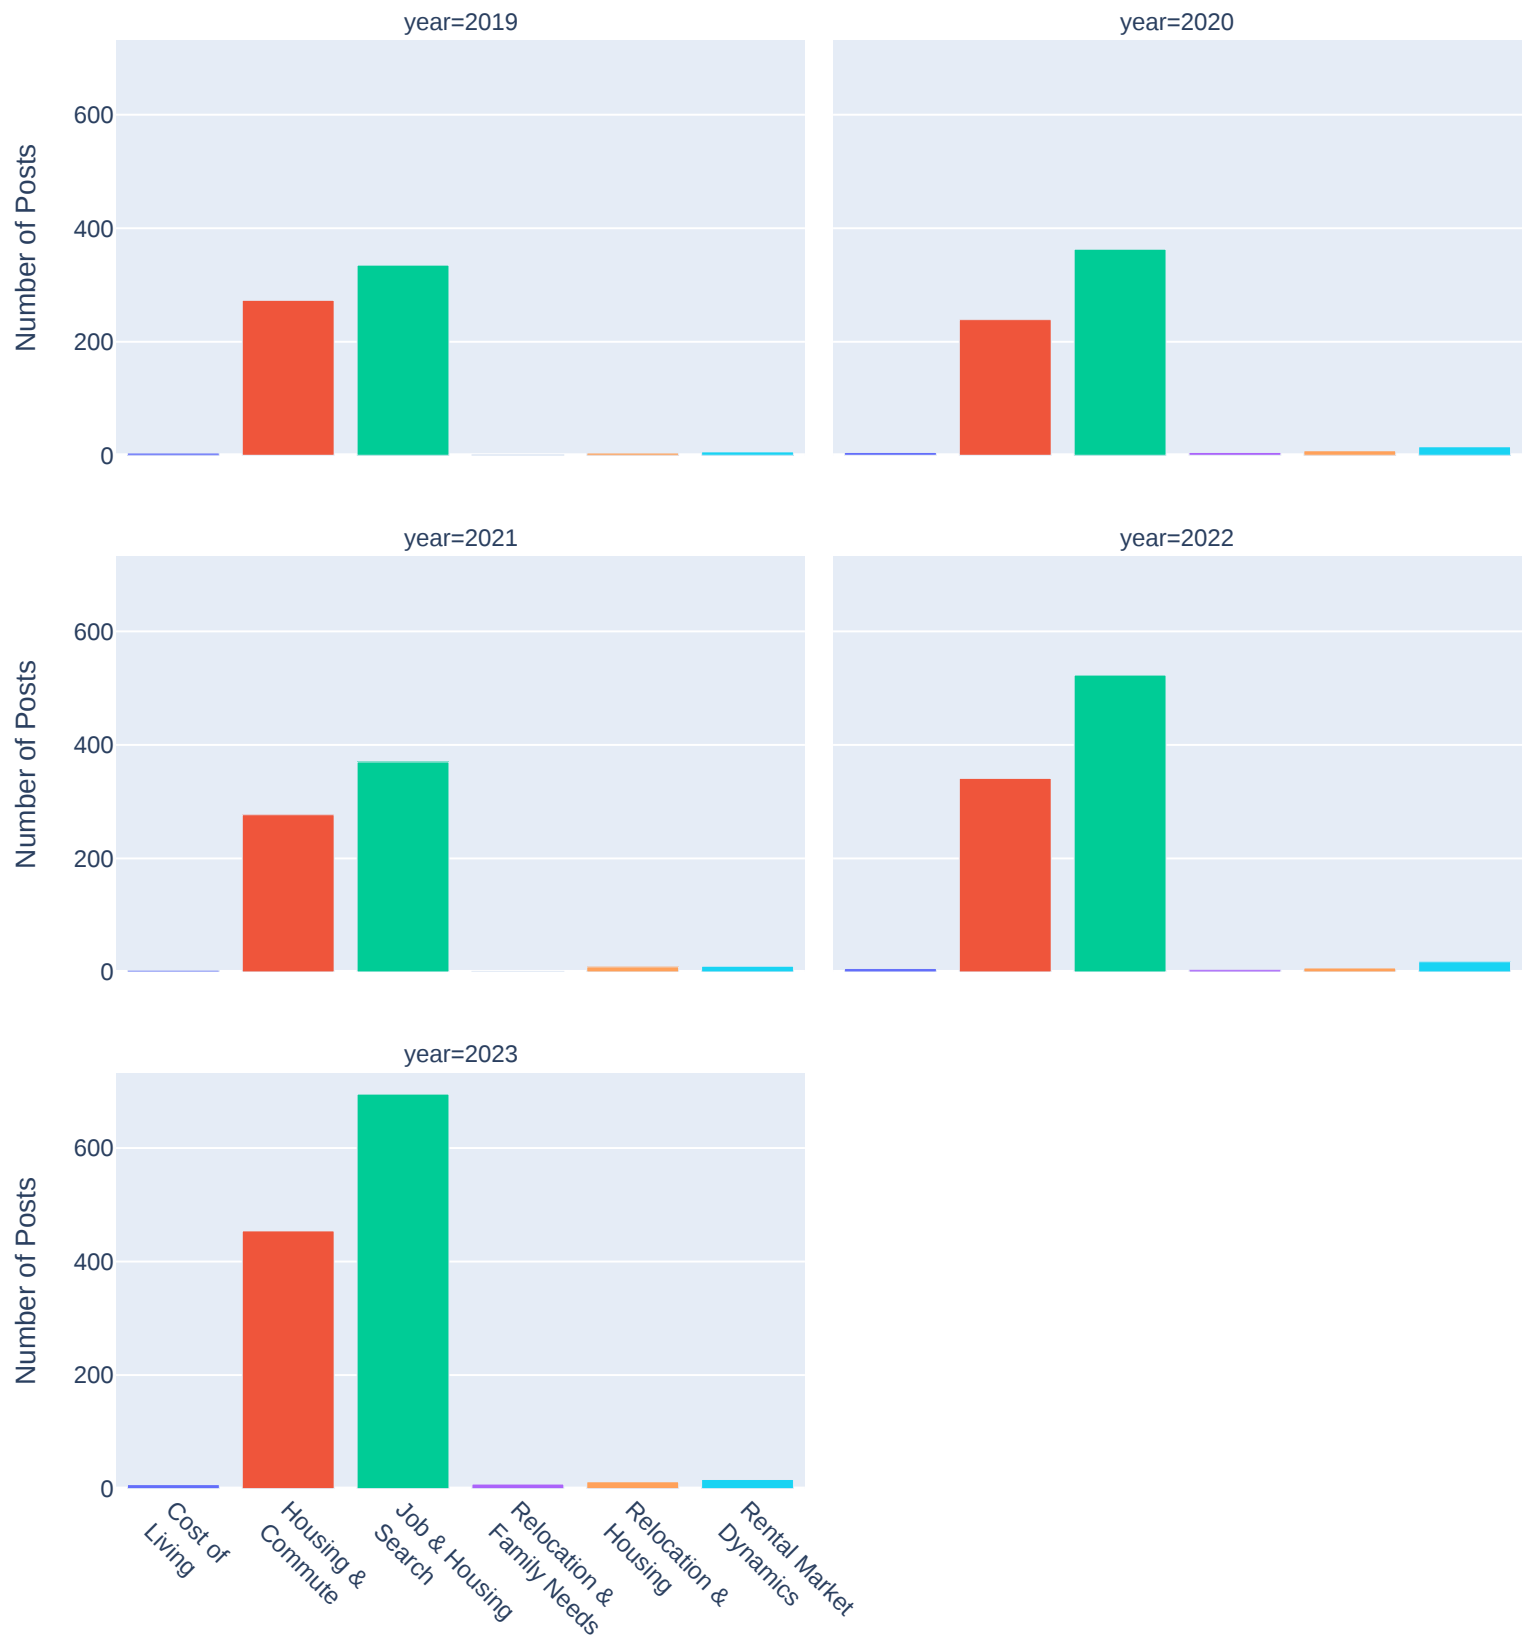 year=2019
year=2020
Number of Posts
600
400
200
0
year=2021
year=2022
Number of Posts
600
400
200
0
year=2023
Number of Posts
600
400
200
0
Cost of
Living
Housing &
Commute
Job & Housing
Search
Relocation &
Family Needs
Relocation &
Housing
Rental Market
Dynamics